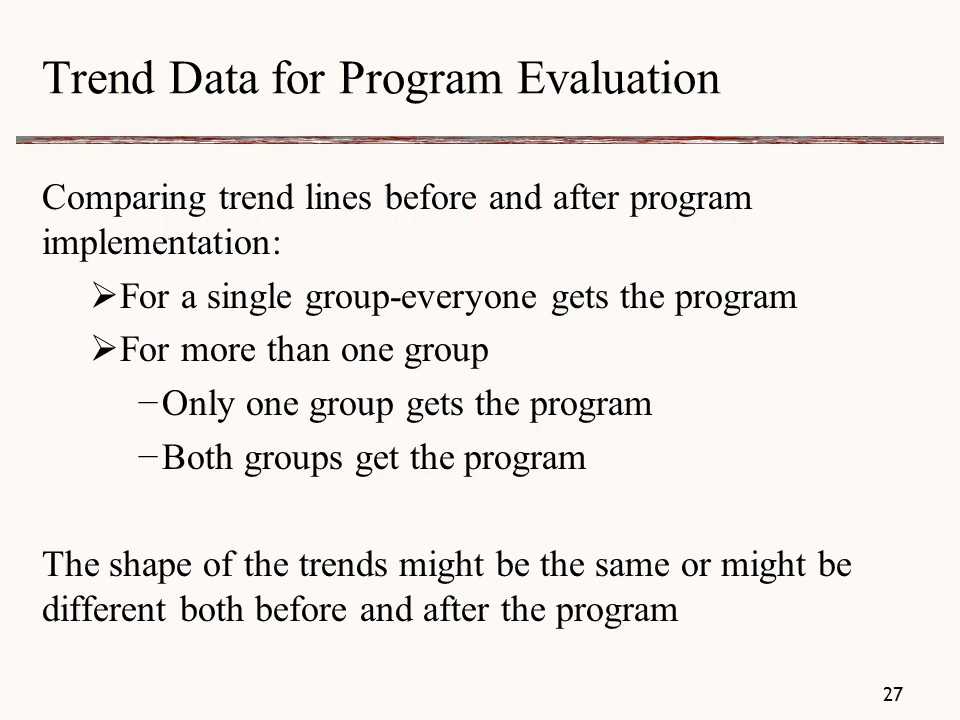 Trend Data for Program Evaluation
Comparing trend lines before and after program
implementation:
➢For a single group-everyone gets the program
➢For more than one group
−Only one group gets the program
−Both groups get the program
The shape of the trends might be the same or might be
different both before and after the program
27